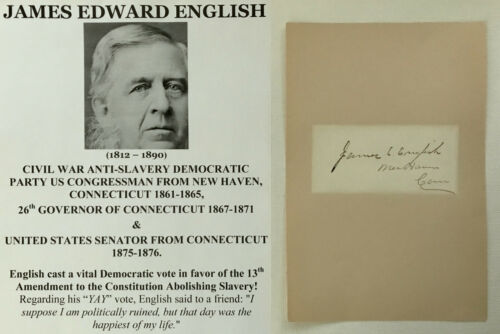 JAMES EDWARD ENGLISH
(1812 – 1890)
CIVIL WAR ANTI-SLAVERY DEMOCRATIC
PARTY US CONGRESSMAN FROM NEW HAVEN,
CONNECTICUT 1861-1865,
26th GOVERNOR OF CONNECTICUT 1867-1871
&
UNITED STATES SENATOR FROM CONNECTICUT
1875-1876.
English cast a vital Democratic vote in favor of the 13th
Amendment to the Constitution Abolishing Slavery!
Regarding his "YAY" vote, English said to a friend: "I
suppose I am politically ruined, but that day was the
happiest of my life."
James E English
New Haven
Conn